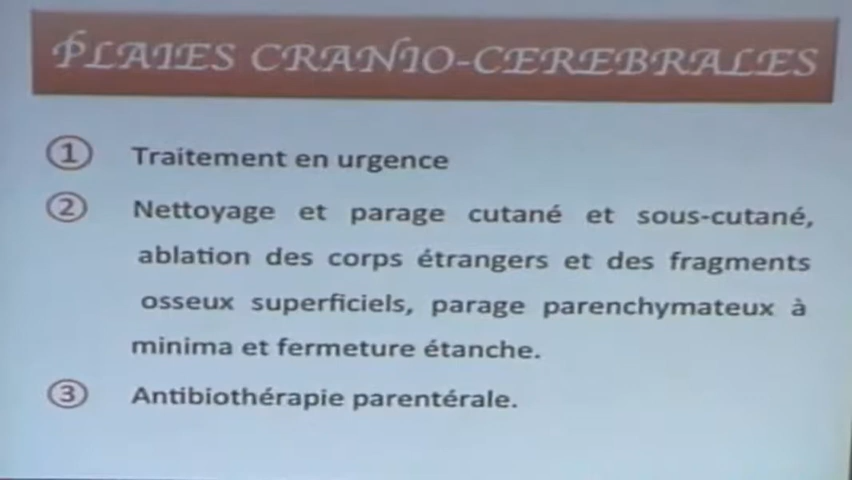 PLAIES CRANIO-CEREBRALES
① Traitement en urgence
② Nettoyage et parage cutané et sous-cutané,
ablation des corps étrangers et des fragments
osseux superficiels, parage parenchymateux à
minima et fermeture étanche.
③ Antibiothérapie parentérale.